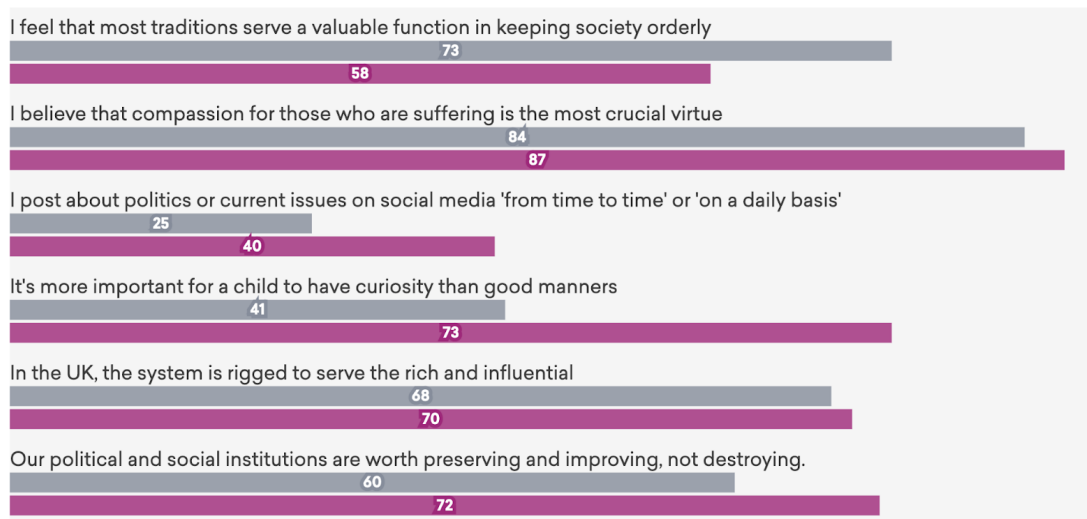 I feel that most traditions serve a valuable function in keeping society orderly
73
58
I believe that compassion for those who are suffering is the most crucial virtue
84
87
I post about politics or current issues on social media 'from time to time' or 'on a daily basis'
25
40
It's more important for a child to have curiosity than good manners
41
73
In the UK, the system is rigged to serve the rich and influential
68
70
Our political and social institutions are worth preserving and improving, not destroying.
60
72